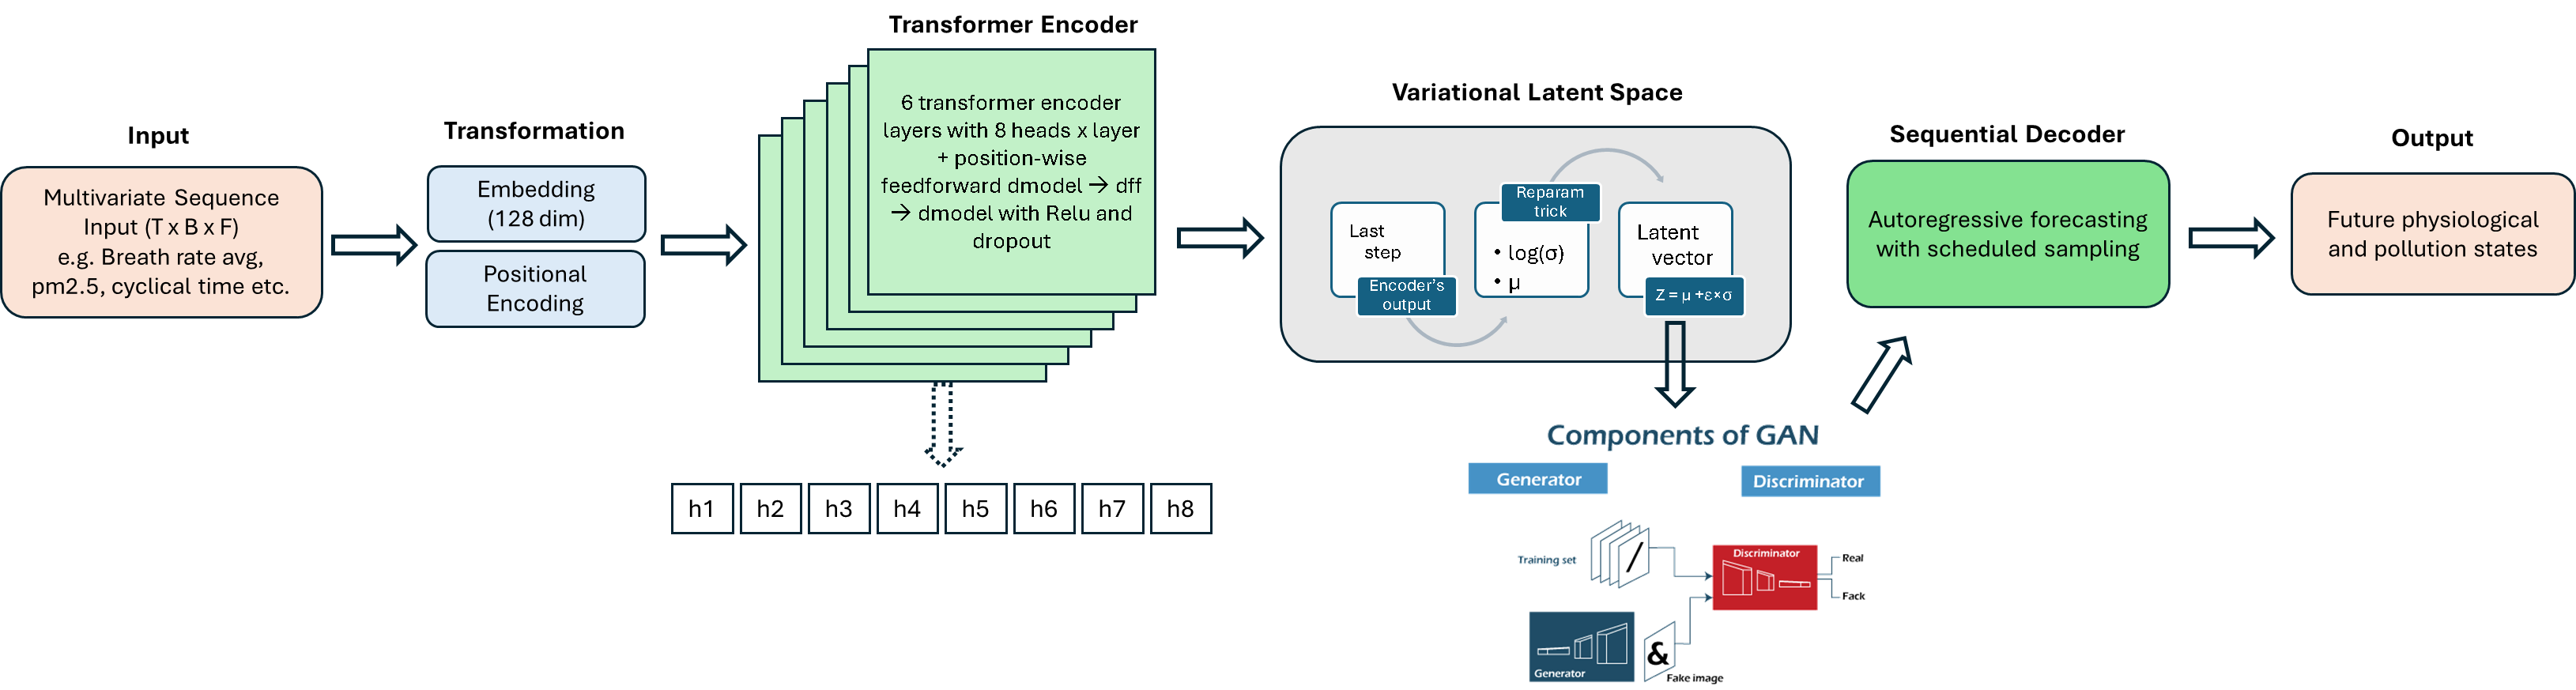 Input
Multivariate Sequence
Input (T x B x F)
e.g. Breath rate avg,
pm2.5, cyclical time etc.
Transformation
Embedding
(128 dim)
Positional
Encoding
Transformer Encoder
6 transformer encoder
layers with 8 heads x layer
+ position-wise
feedforward dmodel → dff
→ dmodel with Relu and
dropout
h1
h2
h3
h4
h5
h6
h7
h8
Variational Latent Space
Last
step
Encoder's
output
Reparam
trick
• log(σ)
• μ
Latent
vector
Z = μ +ε×σ
Components of GAN
Generator
Discriminator
Training set
Discriminator
Real
Fack
Generator
&
Fake image
Sequential Decoder
Autoregressive forecasting
with scheduled sampling
Output
Future physiological
and pollution states